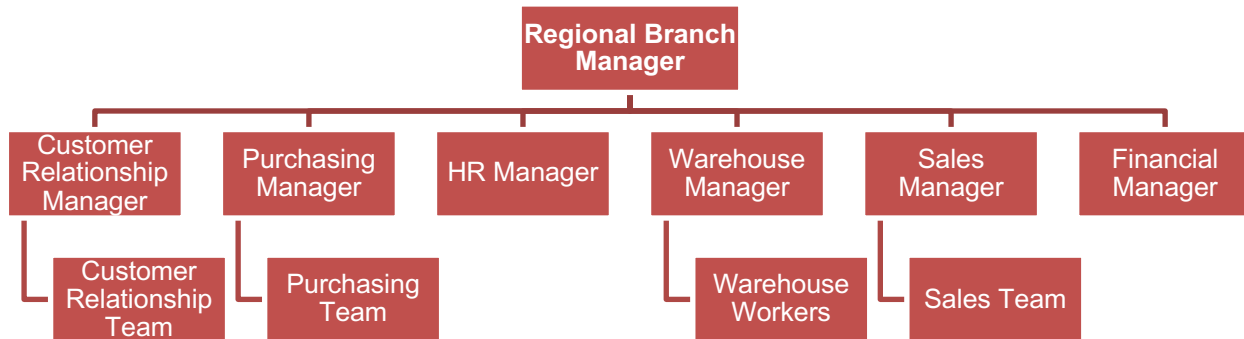 Regional Branch
Manager
Customer
Relationship
Manager
Purchasing
Manager
HR Manager
Warehouse
Manager
Sales
Manager
Financial
Manager
Customer
Relationship
Team
Purchasing
Team
Warehouse
Workers
Sales Team